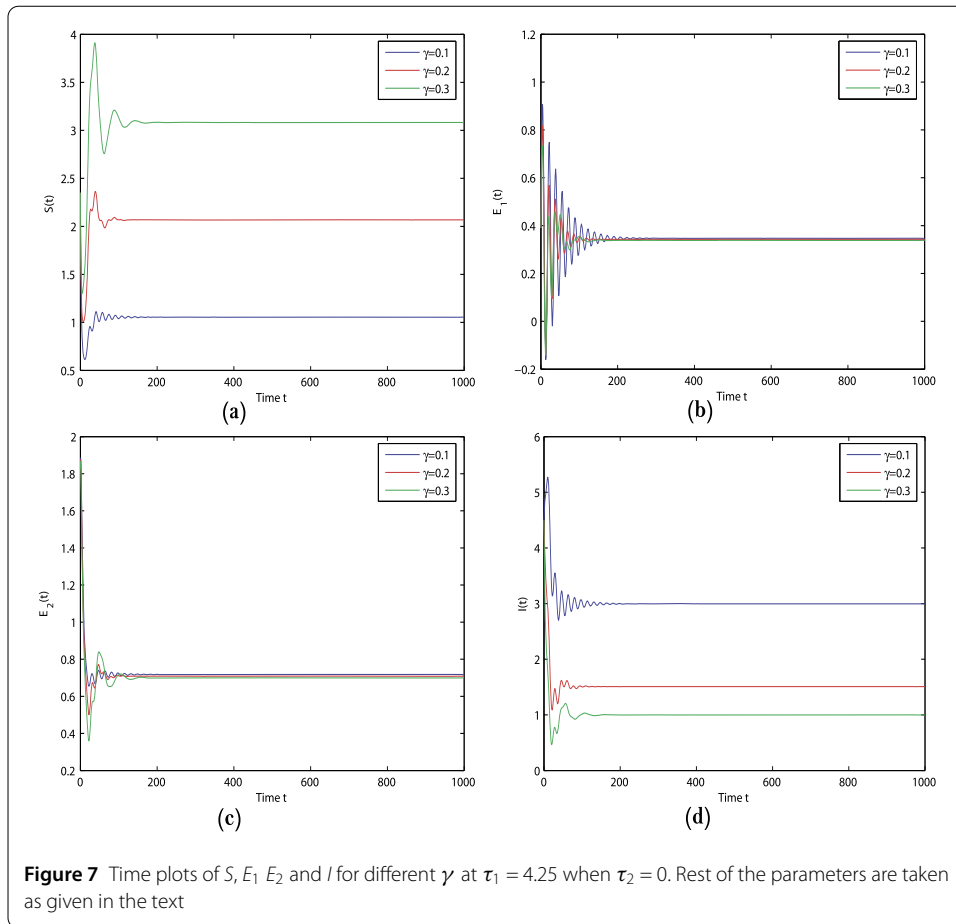 4
3.5
3
2.5
2
1.5
1
0.5
S(t)
γ=0.1
γ=0.2
γ=0.3
0 200 400 600 800 1000
Time t
(a)
1.2
1
0.8
0.6
0.4
0.2
0
−0.2
E_1(t)
γ=0.1
γ=0.2
γ=0.3
0 200 400 600 800 1000
Time t
(b)
2
1.8
1.6
1.4
1.2
1
0.8
0.6
0.4
0.2
E_2(t)
γ=0.1
γ=0.2
γ=0.3
0 200 400 600 800 1000
Time t
(c)
6
5
4
3
2
1
0
I(t)
γ=0.1
γ=0.2
γ=0.3
0 200 400 600 800 1000
Time t
(d)
Figure 7 Time plots of S, E₁ E₂ and I for different γ at τ₁ = 4.25 when τ₂ = 0. Rest of the parameters are taken
as given in the text